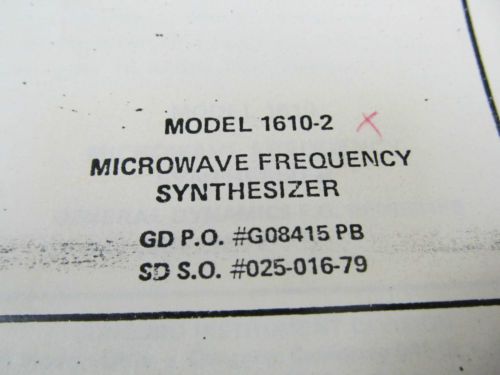 MODEL 1610-2 X
MICROWAVE FREQUENCY
SYNTHESIZER
GD P.O. #G08415 PB
SD S.O. #025-016-79